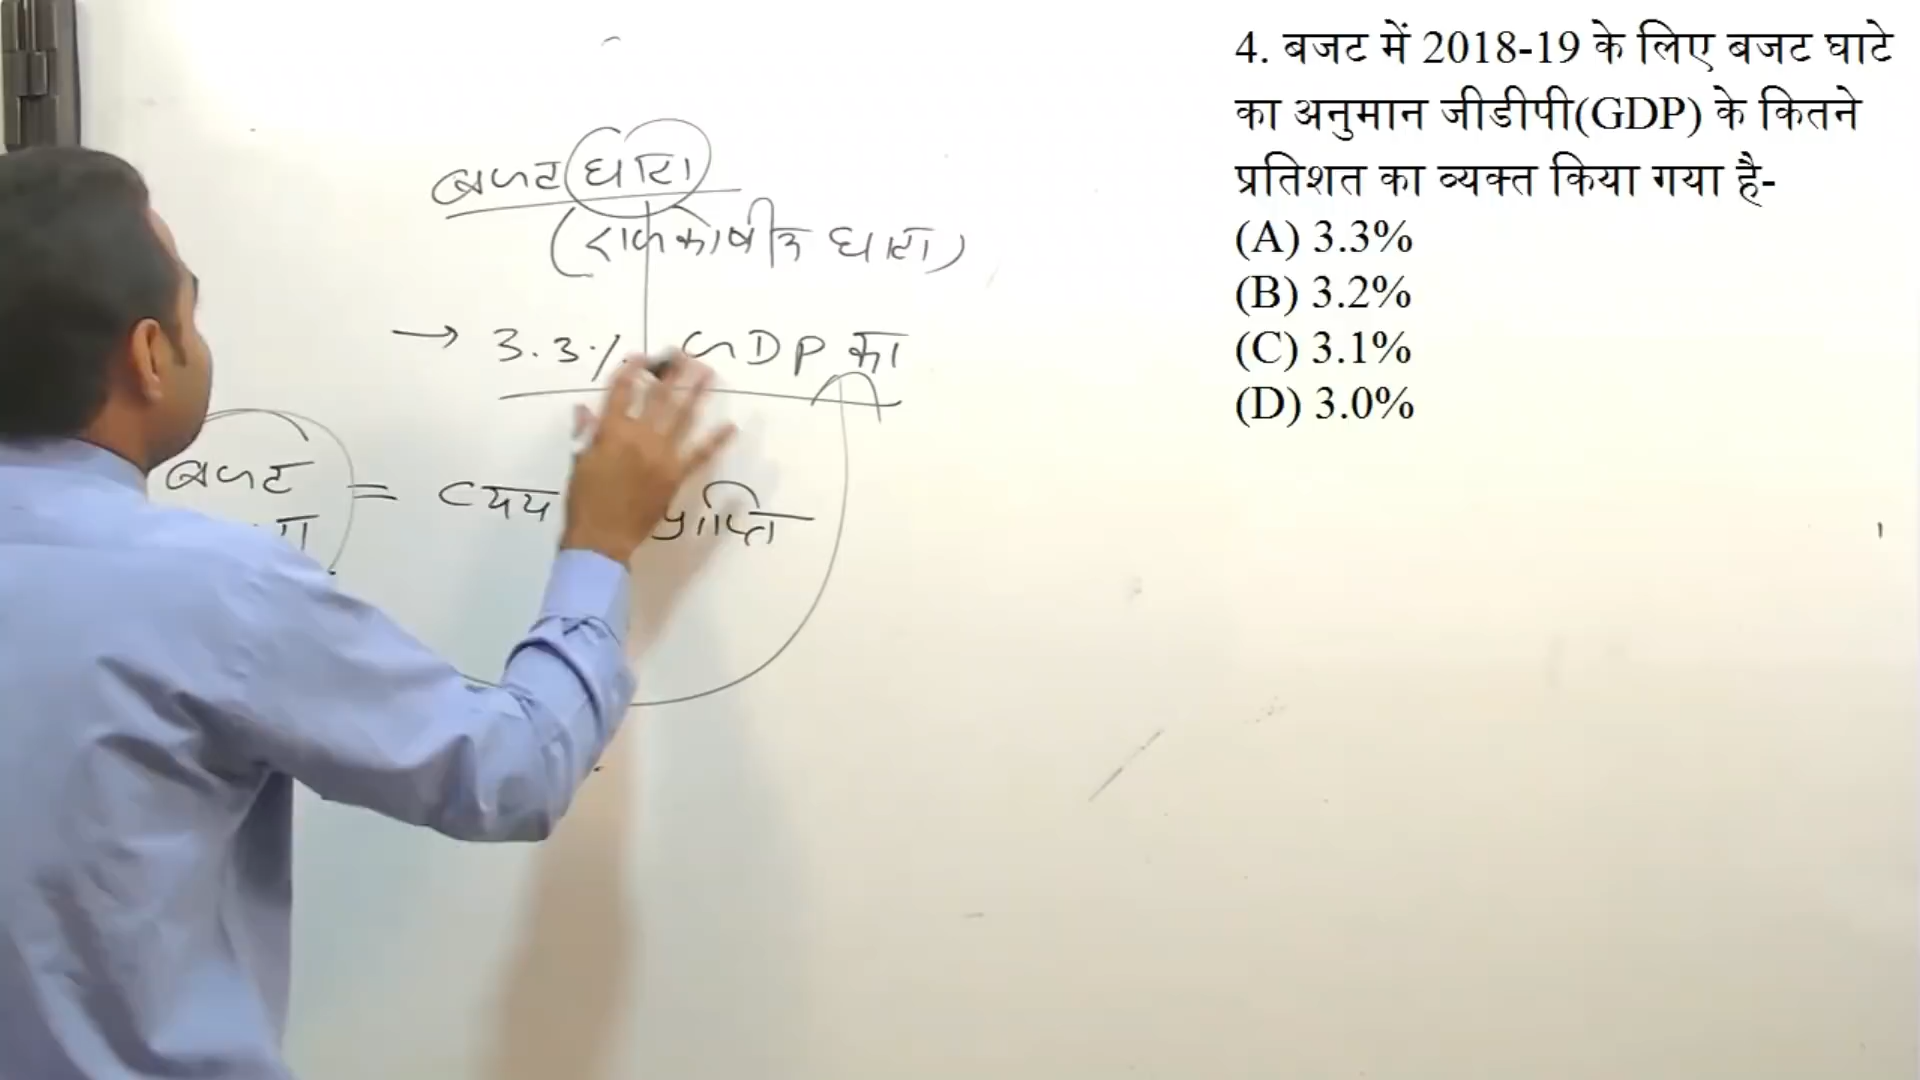 बजट घाटा
(राजकोषीय घाटा)
→ 3.3% GDP का
बजट = व्यय प्राप्ति
4. बजट में 2018-19 के लिए बजट घाटे
का अनुमान जीडीपी(GDP) के कितने
प्रतिशत का व्यक्त किया गया है-
(A) 3.3%
(B) 3.2%
(C) 3.1%
(D) 3.0%